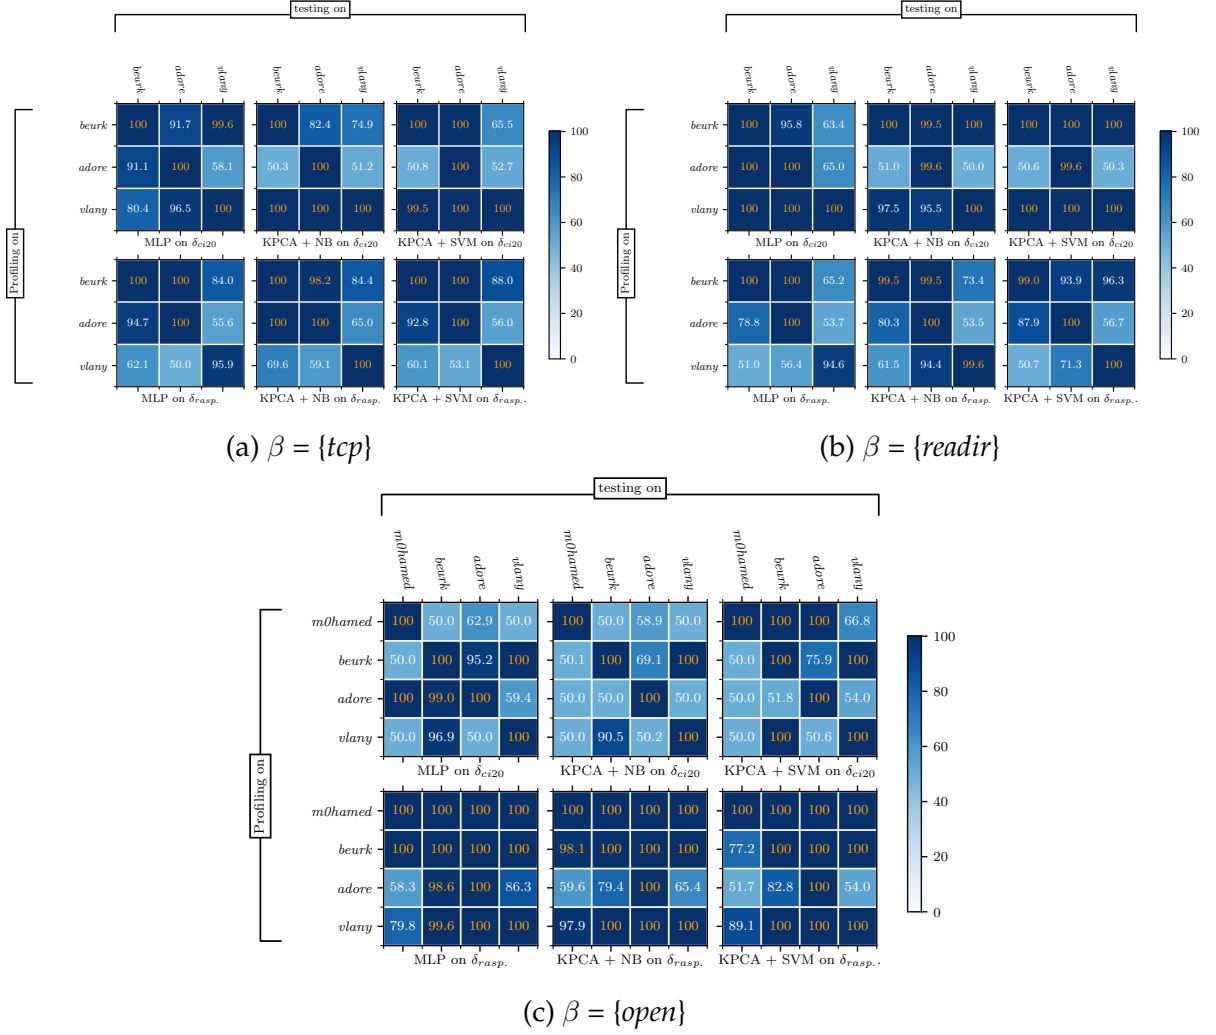 testing on
beurk adore vlany beurk adore vlany beurk adore vlany
Profiling on
beurk 100 91.7 99.6 100 82.4 74.9 100 100 65.5
adore 91.1 100 58.1 50.3 100 51.2 50.8 100 52.7
vlany 80.4 96.5 100 100 100 100 99.5 100 100
MLP on δci20 KPCA + NB on δci20 KPCA + SVM on δci20
beurk 100 100 84.0 100 98.2 84.4 100 100 88.0
adore 94.7 100 55.6 100 100 65.0 92.8 100 56.0
vlany 62.1 50.0 95.9 69.6 59.1 100 60.1 53.1 100
MLP on δrasp. KPCA + NB on δrasp. KPCA + SVM on δrasp..
100
80
60
40
20
0
(a) β = {tcp}
testing on
beurk adore vlany beurk adore vlany beurk adore vlany
Profiling on
beurk 100 95.8 63.4 100 99.5 100 100 100 100
adore 100 100 65.0 51.0 99.6 50.0 50.6 99.6 50.3
vlany 100 100 100 97.5 95.5 100 100 100 100
MLP on δci20 KPCA + NB on δci20 KPCA + SVM on δci20
beurk 100 100 65.2 99.5 99.5 73.4 99.0 93.9 96.3
adore 78.8 100 53.7 80.3 100 53.5 87.9 100 56.7
vlany 51.0 56.4 94.6 61.5 94.4 99.6 50.7 71.3 100
MLP on δrasp. KPCA + NB on δrasp. KPCA + SVM on δrasp..
100
80
60
40
20
0
(b) β = {readir}
testing on
m0hamed beurk adore vlany m0hamed beurk adore vlany m0hamed beurk adore vlany
Profiling on
m0hamed 100 50.0 62.9 50.0 100 50.0 58.9 50.0 100 100 100 66.8
beurk 50.0 100 95.2 100 50.1 100 69.1 100 50.0 100 75.9 100
adore 100 99.0 100 59.4 50.0 50.0 100 50.0 50.0 51.8 100 54.0
vlany 50.0 96.9 50.0 100 50.0 90.5 50.2 100 50.0 100 50.6 100
MLP on δci20 KPCA + NB on δci20 KPCA + SVM on δci20
m0hamed 100 100 100 100 100 100 100 100 100 100 100 100
beurk 100 100 100 100 98.1 100 100 100 77.2 100 100 100
adore 58.3 98.6 100 86.3 59.6 79.4 100 65.4 51.7 82.8 100 54.0
vlany 79.8 99.6 100 100 97.9 100 100 100 89.1 100 100 100
MLP on δrasp. KPCA + NB on δrasp. KPCA + SVM on δrasp..
100
80
60
40
20
0
(c) β = {open}